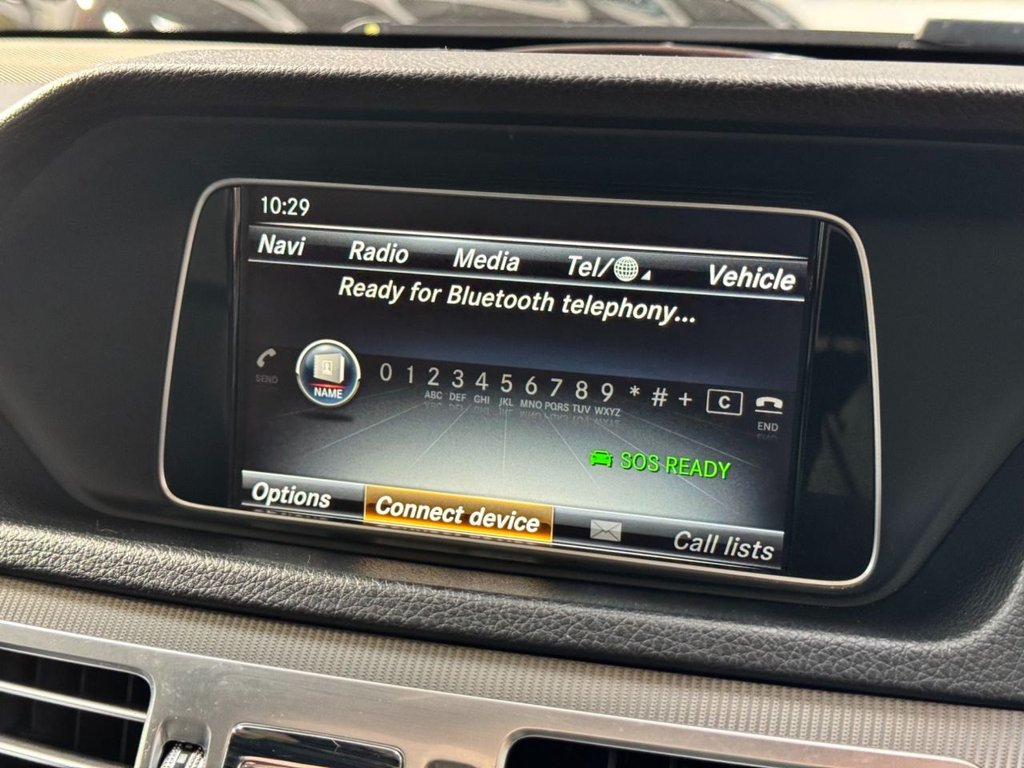 10:29
Navi Radio Media Tel/ Vehicle
Ready for Bluetooth telephony...
SEND NAME 0 1 2 3 4 5 6 7 8 9 * # + C END
ABC DEF GHI JKL MNO PQRS TUV WXYZ
SOS READY
Options Connect device Call lists